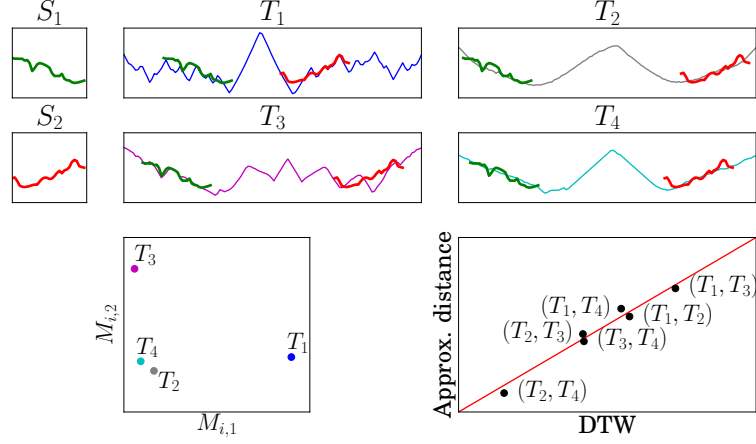 S₁ T₁ T₂
S₂ T₃ T₄
T₃
T₄
T₂
T₁
M_{i,2}
M_{i,1}
Approx. distance
(T₁, T₃)
(T₁, T₄)
(T₁, T₂)
(T₂, T₃)
(T₃, T₄)
(T₂, T₄)
DTW